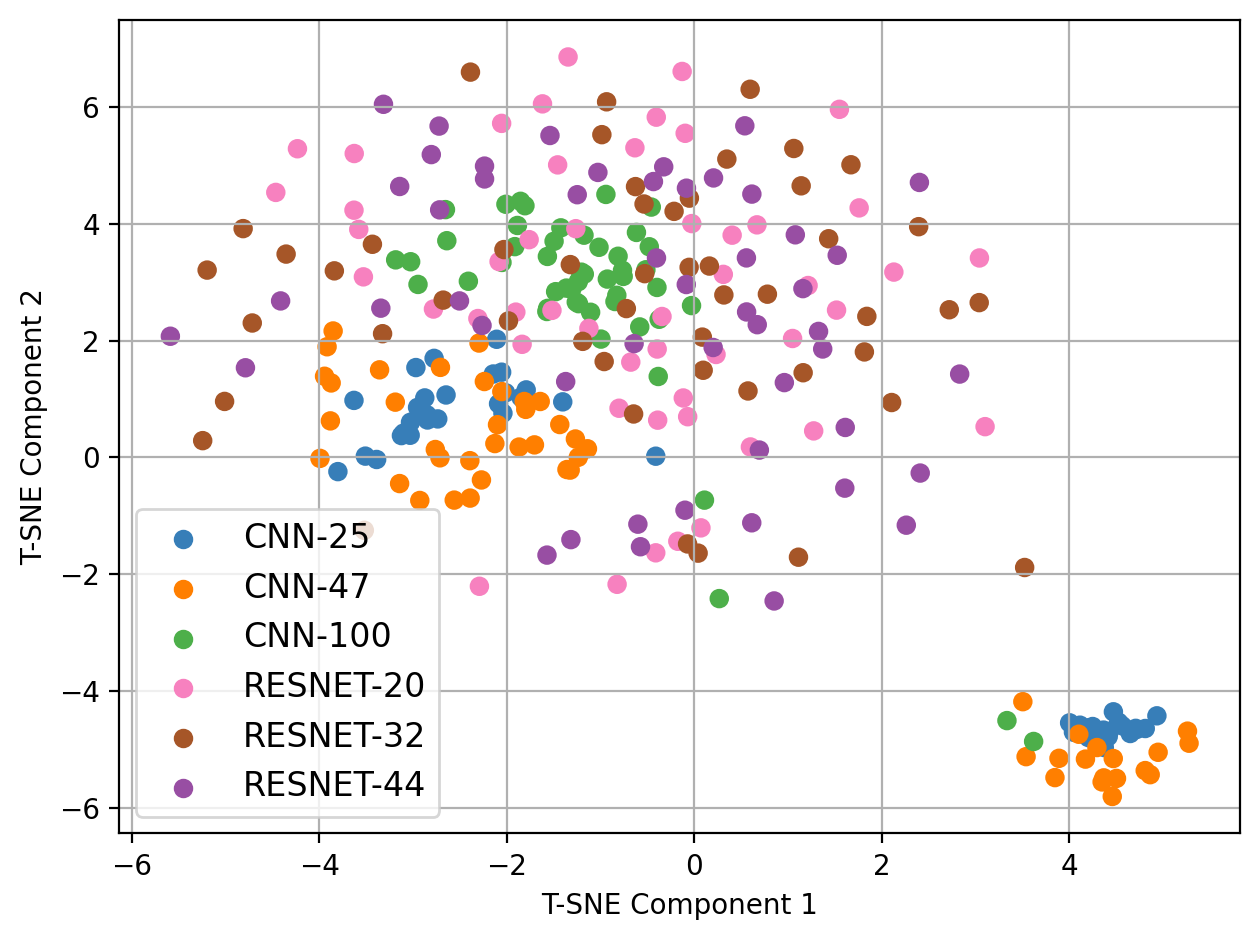 6
4
2
0
−2
−4
−6
T-SNE Component 2
CNN-25
CNN-47
CNN-100
RESNET-20
RESNET-32
RESNET-44
−6 −4 −2 0 2 4
T-SNE Component 1